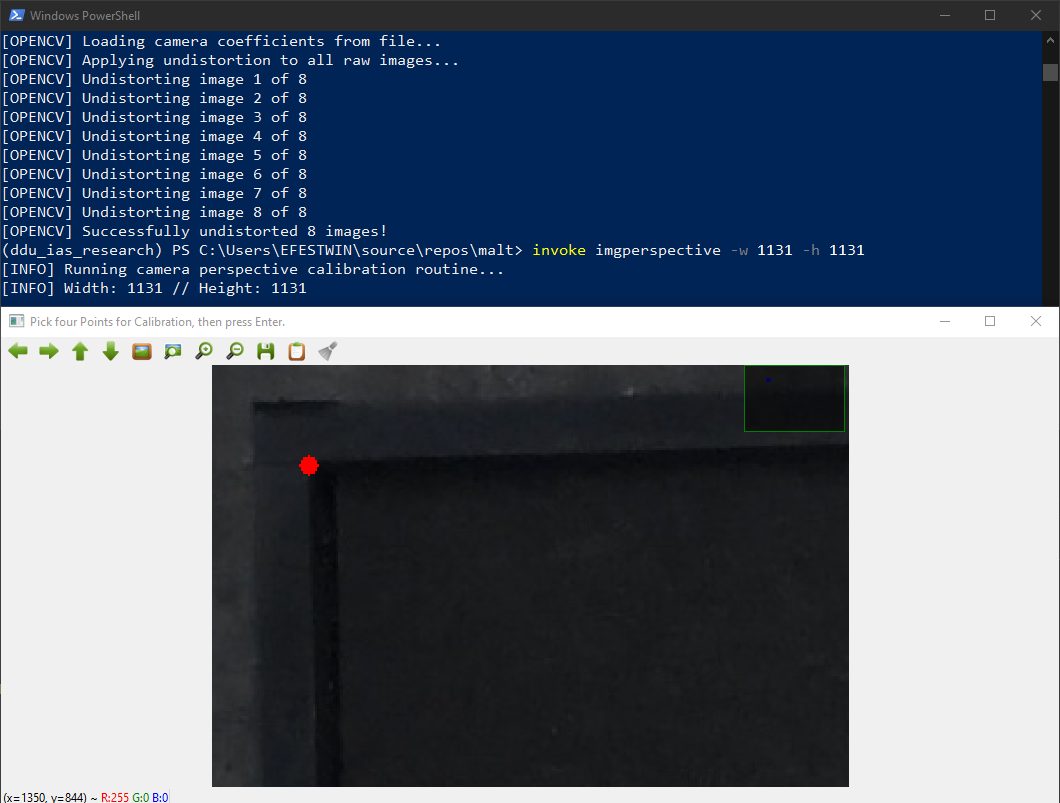 Windows PowerShell
[OPENCV] Loading camera coefficients from file...
[OPENCV] Applying undistortion to all raw images...
[OPENCV] Undistorting image 1 of 8
[OPENCV] Undistorting image 2 of 8
[OPENCV] Undistorting image 3 of 8
[OPENCV] Undistorting image 4 of 8
[OPENCV] Undistorting image 5 of 8
[OPENCV] Undistorting image 6 of 8
[OPENCV] Undistorting image 7 of 8
[OPENCV] Undistorting image 8 of 8
[OPENCV] Successfully undistorted 8 images!
(ddu_ias_research) PS C:\Users\EFESTWIN\source\repos\malt> invoke imgperspective -w 1131 -h 1131
[INFO] Running camera perspective calibration routine...
[INFO] Width: 1131 // Height: 1131
Pick four Points for Calibration, then press Enter.
(x=1350, y=844) ~ R:255 G:0 B:0